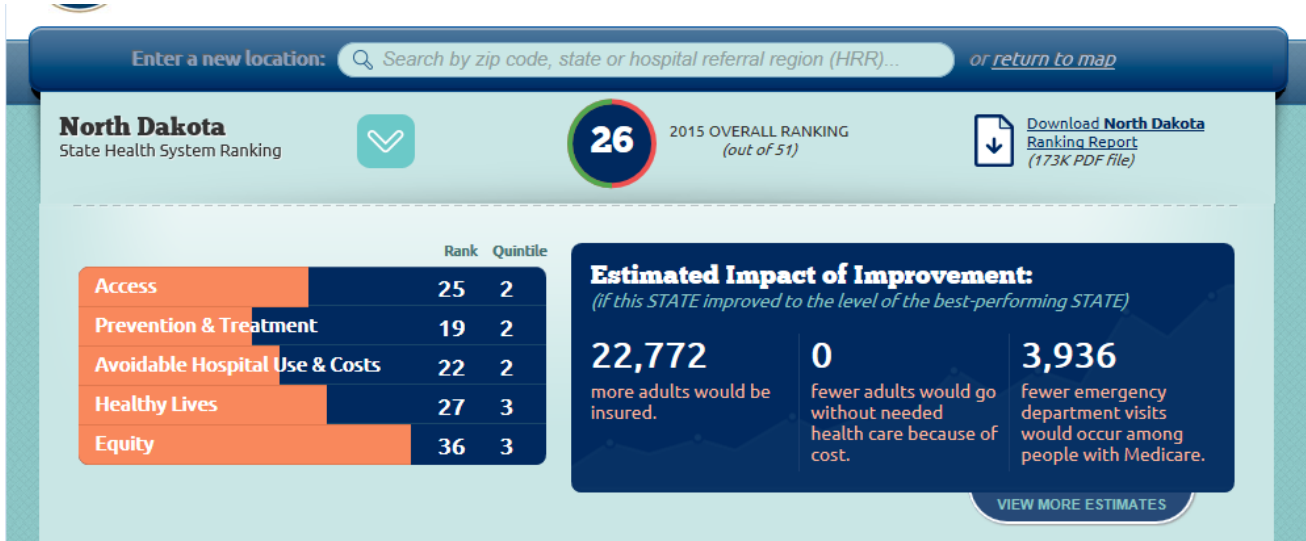 Enter a new location:
Search by zip code, state or hospital referral region (HRR)...
or return to map
North Dakota
State Health System Ranking
26
2015 OVERALL RANKING
(out of 51)
Download North Dakota
Ranking Report
(173K PDF file)
Rank Quintile
Access 25 2
Prevention & Treatment 19 2
Avoidable Hospital Use & Costs 22 2
Healthy Lives 27 3
Equity 36 3
Estimated Impact of Improvement:
(if this STATE improved to the level of the best-performing STATE)
22,772
more adults would be
insured.
0
fewer adults would go
without needed
health care because of
cost.
3,936
fewer emergency
department visits
would occur among
people with Medicare.
VIEW MORE ESTIMATES